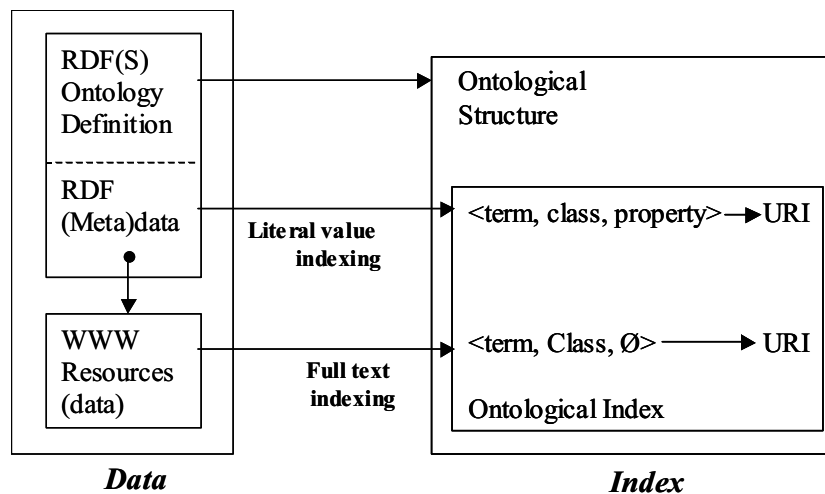 RDF(S)
Ontology
Definition
RDF
(Meta)data
WWW
Resources
(data)
Data
Literal value
indexing
Full text
indexing
Ontological
Structure
<term, class, property> URI
<term, Class, Ø> URI
Ontological Index
Index